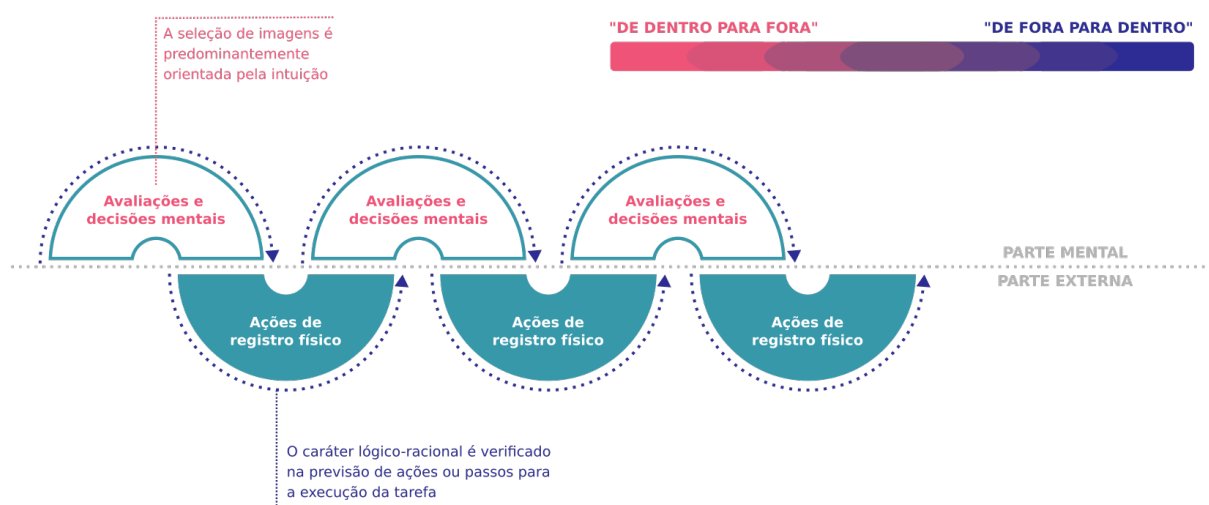 A seleção de imagens é
predominantemente
orientada pela intuição
"DE DENTRO PARA FORA"
"DE FORA PARA DENTRO"
Avaliações e
decisões mentais
Avaliações e
decisões mentais
Avaliações e
decisões mentais
PARTE MENTAL
PARTE EXTERNA
Ações de
registro físico
Ações de
registro físico
Ações de
registro físico
O caráter lógico-racional é verificado
na previsão de ações ou passos para
a execução da tarefa